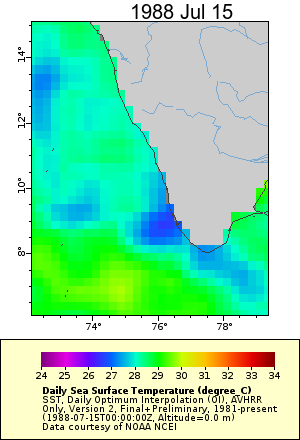 1988 Jul 15
14°
12°
10°
8°
74°
76°
78°
24 25 26 27 28 29 30 31 32 33 34
Daily Sea Surface Temperature (degree_C)
SST, Daily Optimum Interpolation (OI), AVHRR
Only, Version 2, Final+Preliminary, 1981-present
(1988-07-15T00:00:00Z, Altitude=0.0 m)
Data courtesy of NOAA NCEI